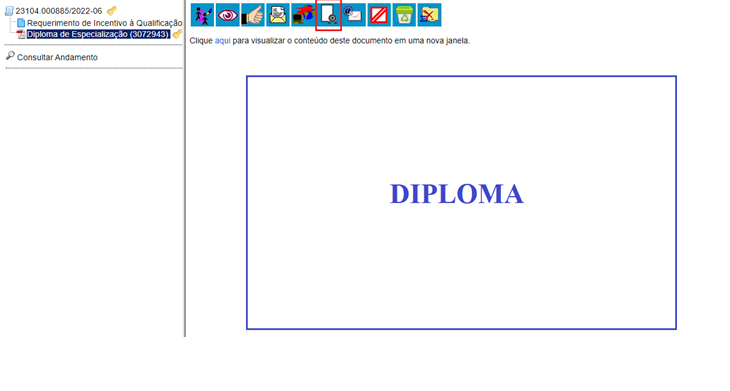 23104.000885/2022-06
Requerimento de Incentivo à Qualificação
Diploma de Especialização (3072943)
Consultar Andamento
Clique aqui para visualizar o conteúdo deste documento em uma nova janela.
DIPLOMA